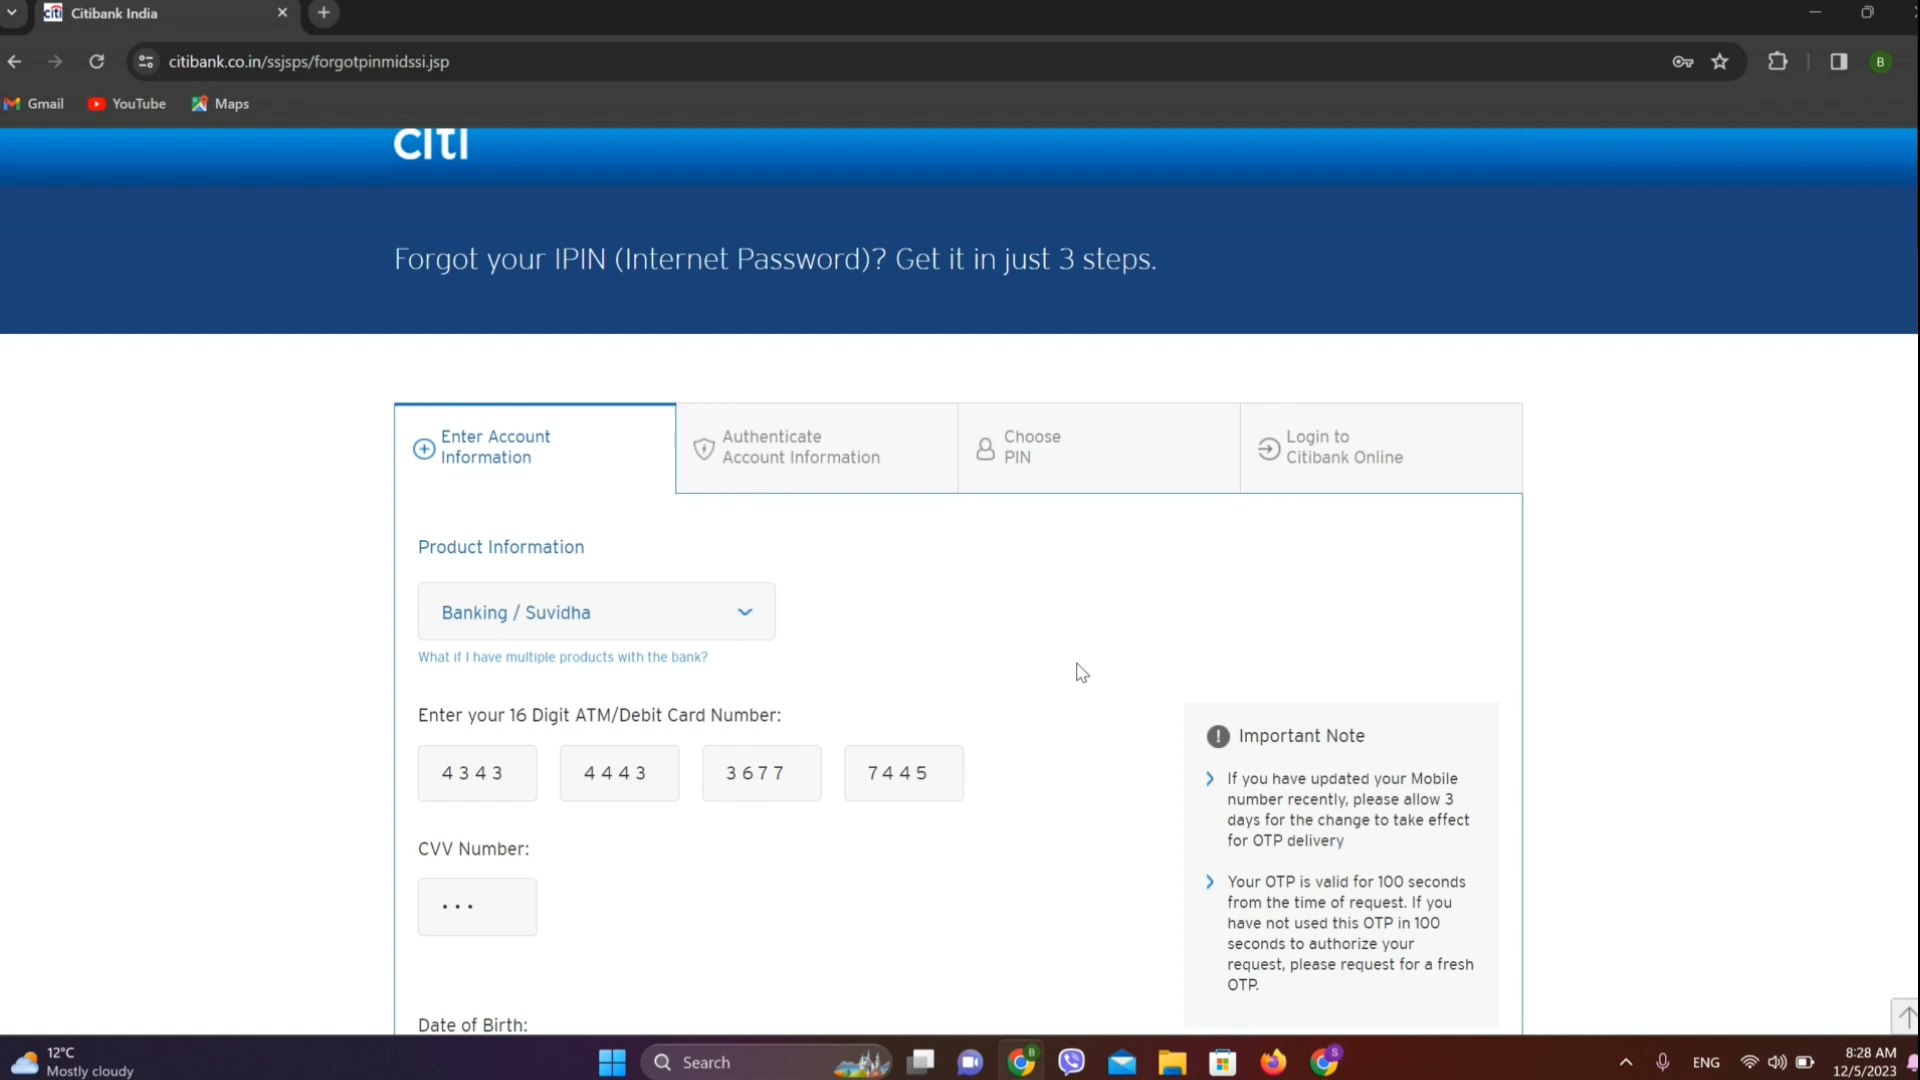 citi Citibank India
citibank.co.in/ssjsps/forgotpinmidssi.jsp
B
Gmail YouTube Maps
citi
Forgot your IPIN (Internet Password)? Get it in just 3 steps.
Enter Account
Information
Authenticate
Account Information
Choose
PIN
Login to
Citibank Online
Product Information
Banking / Suvidha
What if I have multiple products with the bank?
Enter your 16 Digit ATM/Debit Card Number:
4343 4443 3677 7445
CVV Number:
Date of Birth:
Important Note
If you have updated your Mobile
number recently, please allow 3
days for the change to take effect
for OTP delivery
Your OTP is valid for 100 seconds
from the time of request. If you
have not used this OTP in 100
seconds to authorize your
request, please request for a fresh
OTP.
12°C
Mostly cloudy
Search
B
S
ENG
8:28 AM
12/5/2023